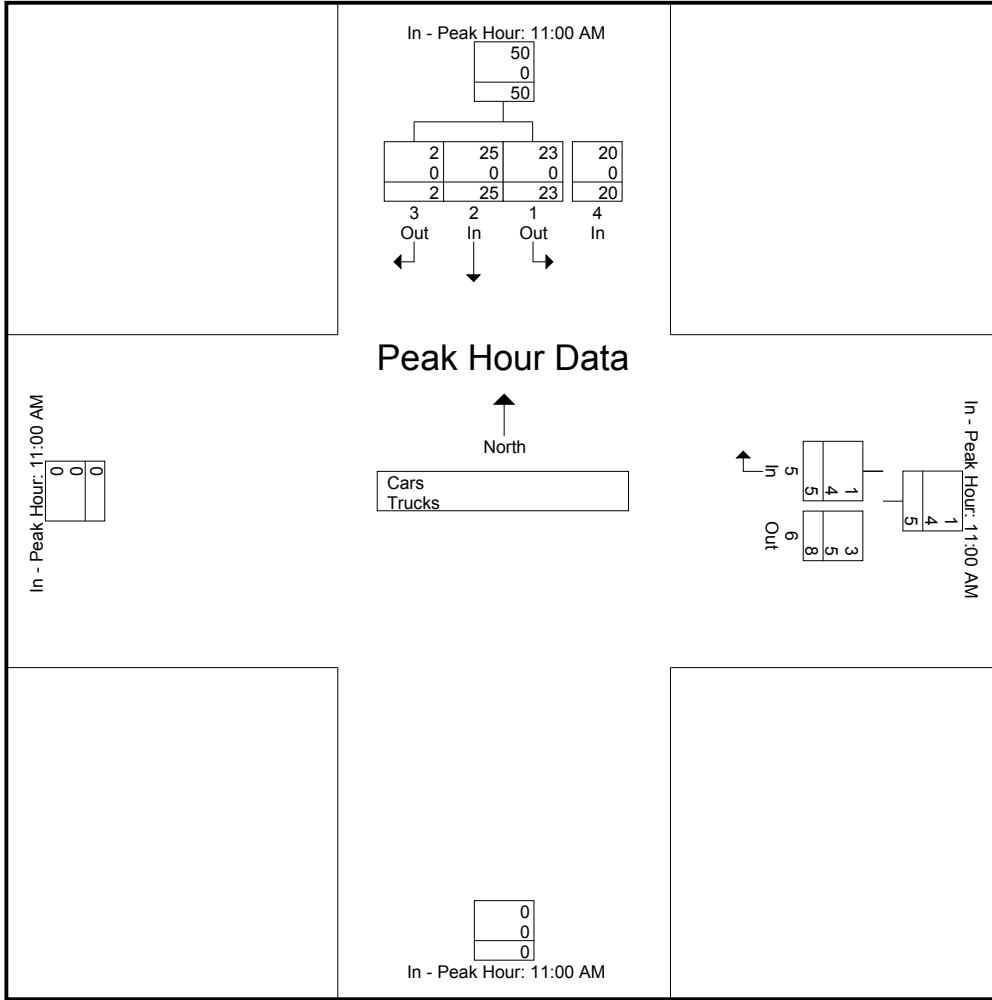 In - Peak Hour: 11:00 AM
50
0
50
2 25 23 20
0 0 0 0
2 25 23 20
3 2 1 4
Out In Out In
Peak Hour Data
North
Cars
Trucks
In - Peak Hour: 11:00 AM
0
0
0
In - Peak Hour: 11:00 AM
1
4
5
1
4
5
5
In
3
5
8
6
Out
0
0
0
In - Peak Hour: 11:00 AM